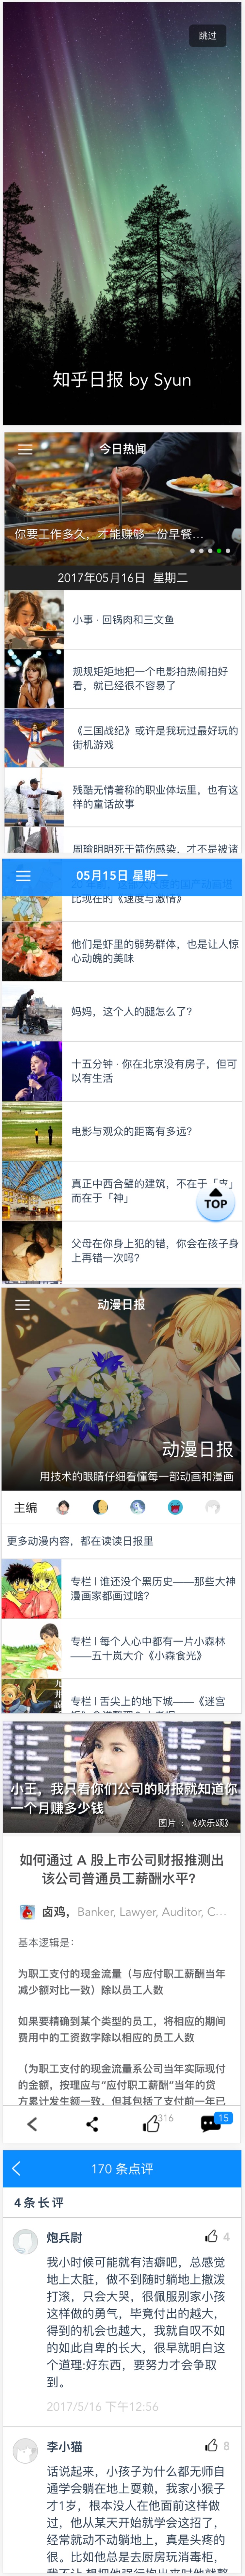 跳过
知乎日报 by Syun
今日热闻
你要工作多久，才能赚够一份早餐…
2017年05月16日 星期二
小事 · 回锅肉和三文鱼
规规矩矩地把一个电影拍热闹拍好
看，就已经很不容易了
《三国战纪》或许是我玩过最好玩的
街机游戏
残酷无情著称的职业体坛里，也有这
样的童话故事
周瑜明明死于箭伤感染，才不是被诸
05月15日 星期一
比现在的《速度与激情》
他们是虾里的弱势群体，也是让人惊
心动魄的美味
妈妈，这个人的腿怎么了？
十五分钟 · 你在北京没有房子，但可
以有生活
电影与观众的距离有多远？
真正中西合璧的建筑，不在于「皮」
而在于「神」
TOP
父母在你身上犯的错，你会在孩子身
上再错一次吗？
动漫日报
动漫日报
用技术的眼睛仔细看懂每一部动画和漫画
主编
更多动漫内容，都在读读日报里
专栏 | 谁还没个黑历史——那些大神
漫画家都画过啥？
专栏 | 每个人心中都有一片小森林
——五十岚大介《小森食光》
专栏 | 舌尖上的地下城——《迷宫
小王，我只看你们公司的财报就知道你
一个月赚多少钱
图片：《欢乐颂》
如何通过 A 股上市公司财报推测出
该公司普通员工薪酬水平？
卤鸡，Banker, Lawyer, Auditor, C…
基本逻辑是：
为职工支付的现金流量（与应付职工薪酬当年
减少额对比一致）除以员工人数
如果要精确到某个类型的员工，将相应的期间
费用中的工资数字除以相应的员工人数
（为职工支付的现金流量系公司当年实际现付
的金额，按理应与“应付职工薪酬”当年的贷
方累计发生额一致，但其包括了支付前一年已
316
15
170 条点评
4 条 长 评
炮兵尉
4
我小时候可能就有洁癖吧，总感觉
地上太脏，做不到随时躺地上撒泼
打滚，只会大哭，很佩服别家小孩
这样做的勇气，毕竟付出的越大，
得到的机会也越大，我就自叹不如
的如此自卑的长大，很早就明白这
个道理:好东西，要努力才会争取
到。
2017/5/16 下午12:56
李小猫
8
话说起来，小孩子为什么都无师自
通学会躺在地上耍赖，我家小猴子
才1岁，根本没人在他面前这样做
过，他从某天开始就学会这招了，
经常就动不动躺地上，真是头疼的
很。比如他总是去厨房玩消毒柜，